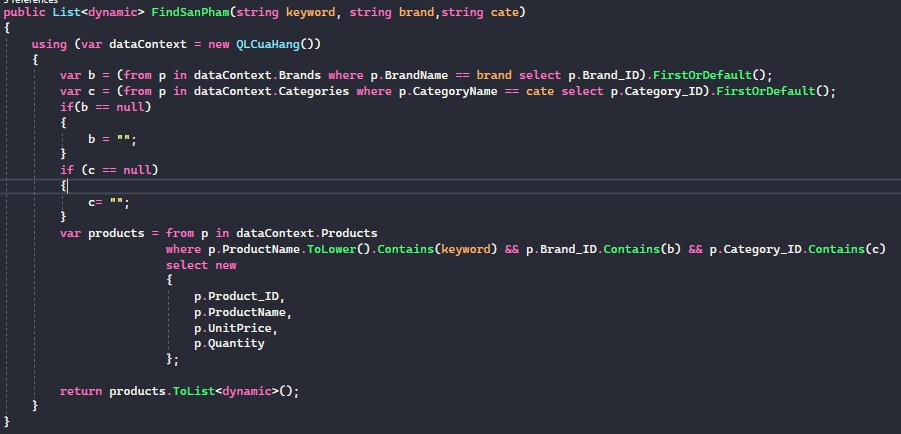 3 references
public List<dynamic> FindSanPham(string keyword, string brand,string cate)
{
using (var dataContext = new QLCuaHang())
{
var b = (from p in dataContext.Brands where p.BrandName == brand select p.Brand_ID).FirstOrDefault();
var c = (from p in dataContext.Categories where p.CategoryName == cate select p.Category_ID).FirstOrDefault();
if(b == null)
{
b = "";
}
if (c == null)
{
c= "";
}
var products = from p in dataContext.Products
where p.ProductName.ToLower().Contains(keyword) && p.Brand_ID.Contains(b) && p.Category_ID.Contains(c)
select new
{
p.Product_ID,
p.ProductName,
p.UnitPrice,
p.Quantity
};
return products.ToList<dynamic>();
}
}